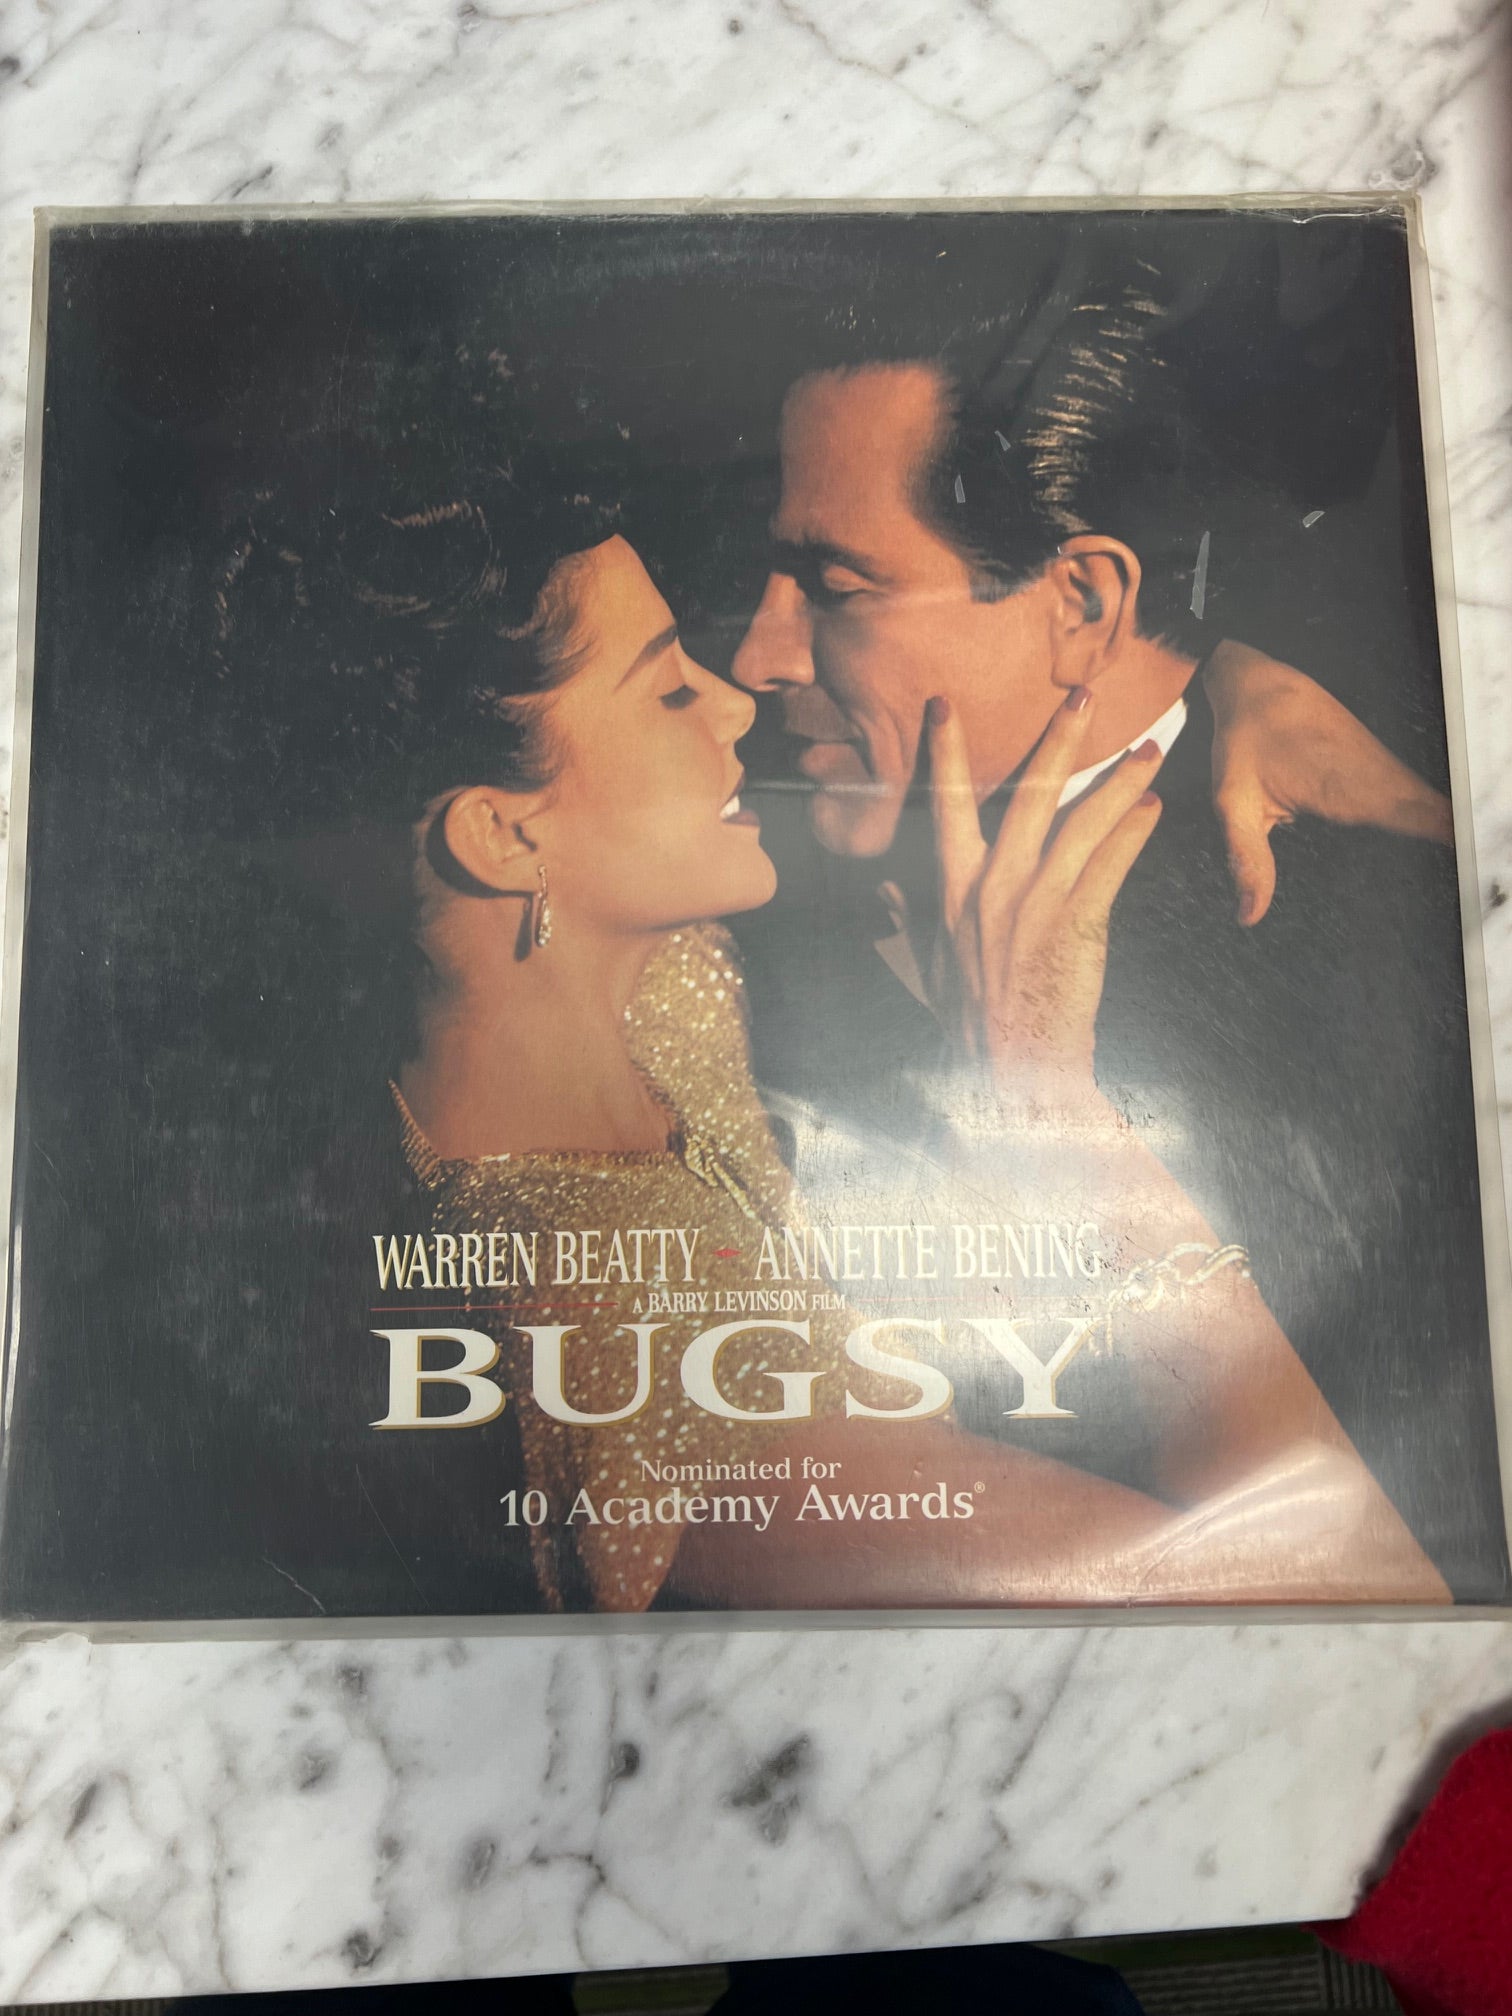 WARREN BEATTY ANNETTE BENING
A BARRY LEVINSON FILM
BUGSY
Nominated for
10 Academy Awards®